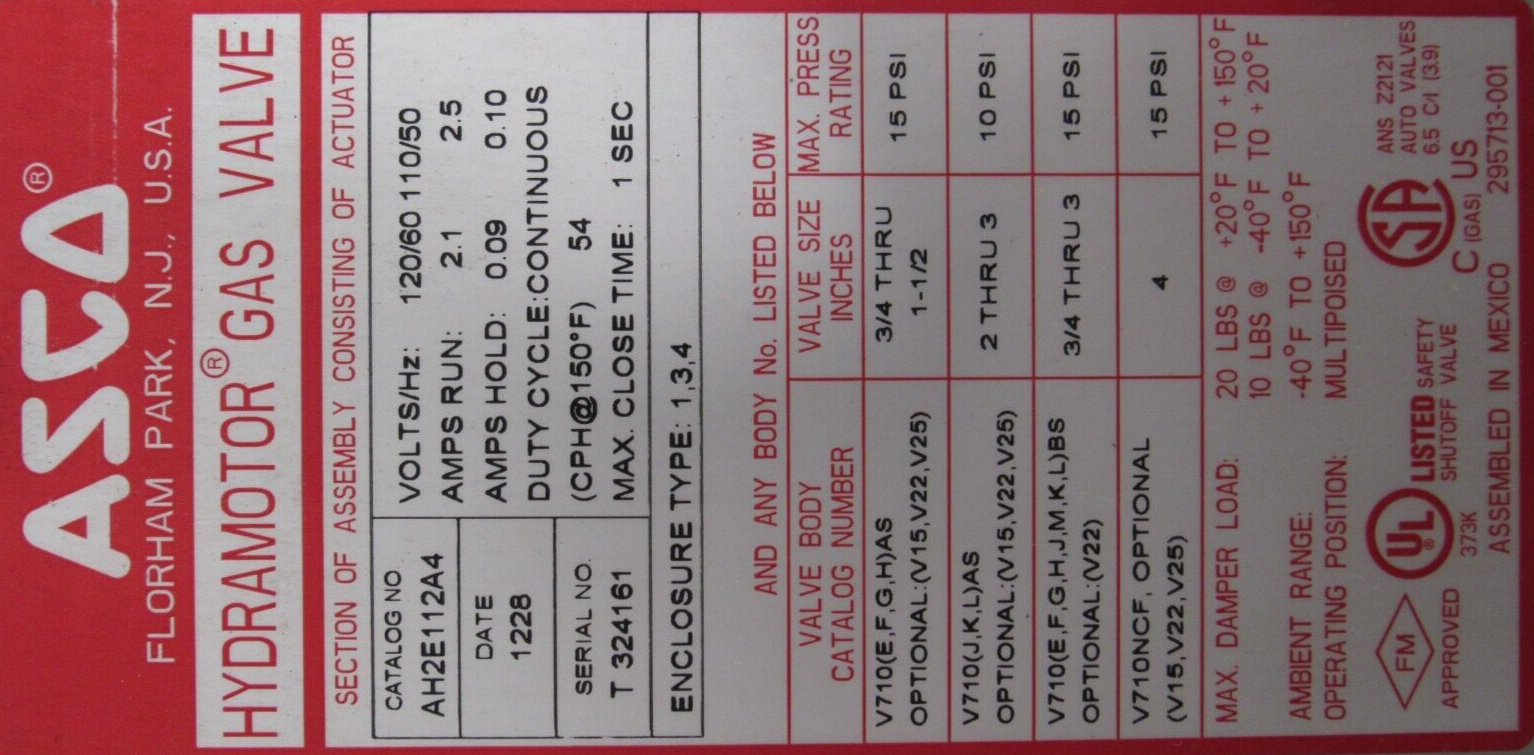 ASCO®
FLORHAM PARK, N.J., U.S.A.
HYDRAMOTOR® GAS VALVE
SECTION OF ASSEMBLY CONSISTING OF ACTUATOR
CATALOG NO
AH2E112A4
DATE
1228
SERIAL NO.
T 324161
VOLTS/Hz: 120/60 110/50
AMPS RUN: 2.1 2.5
AMPS HOLD: 0.09 0.10
DUTY CYCLE:CONTINUOUS
(CPH@150°F) 54
MAX. CLOSE TIME: 1 SEC
ENCLOSURE TYPE: 1,3,4
AND ANY BODY No. LISTED BELOW
VALVE BODY CATALOG NUMBER VALVE SIZE INCHES MAX. PRESS RATING
V710(E,F,G,H)AS 3/4 THRU 15 PSI
OPTIONAL:(V15,V22,V25) 1-1/2
V710(J,K,L)AS 2 THRU 3 10 PSI
OPTIONAL:(V15,V22,V25)
V710(E,F,G,H,J,M,K,L)BS 3/4 THRU 3 15 PSI
OPTIONAL:(V22)
V710NCF, OPTIONAL 4 15 PSI
(V15,V22,V25)
MAX. DAMPER LOAD: 20 LBS @ +20°F TO +150°F
10 LBS @ -40°F TO +20°F
AMBIENT RANGE: -40°F TO +150°F
OPERATING POSITION: MULTIPOISED
FM
APPROVED
UL® LISTED SAFETY
SHUTOFF VALVE
373K
SA
C (GAS) US
ANS Z21.21
AUTO VALVES
6.5 C/I (3.9)
ASSEMBLED IN MEXICO 295713-001